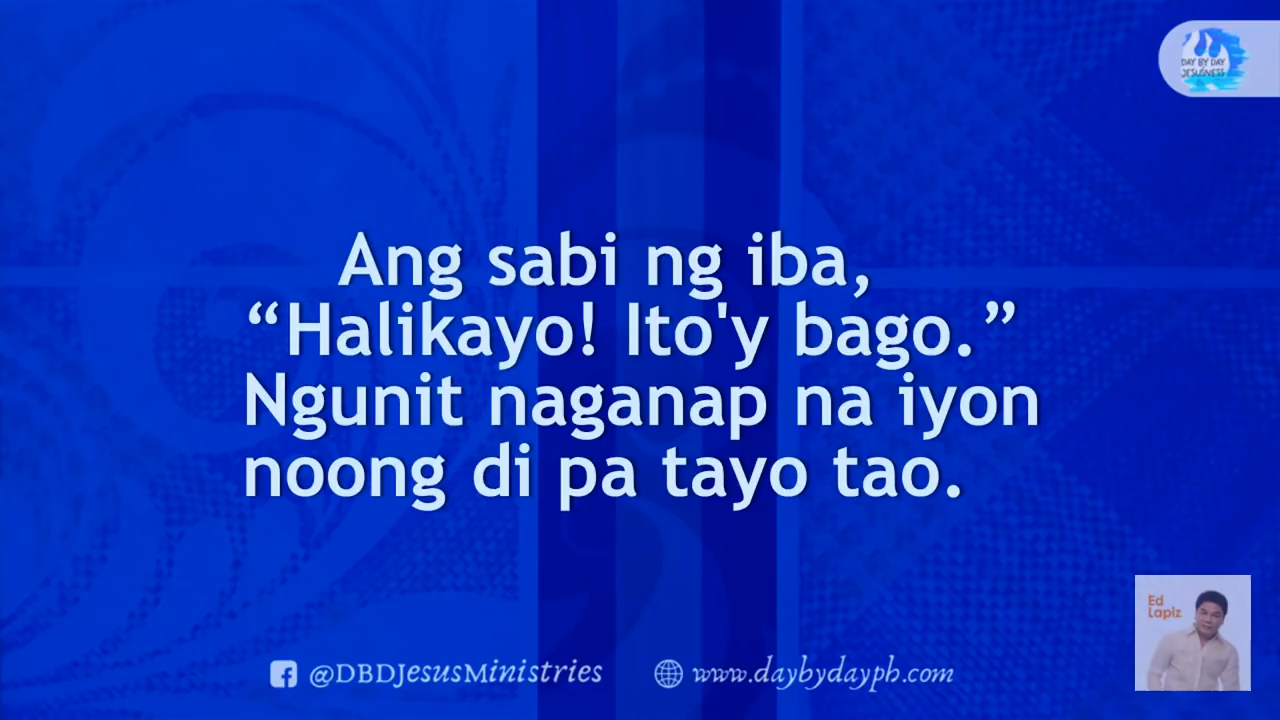 DAY BY DAY
JESUSNESS
Ang sabi ng iba,
“Halikayo! Ito'y bago.”
Ngunit naganap na iyon
noong di pa tayo tao.
Ed
Lapiz
@DBDJesusMinistries
www.daybydayph.com